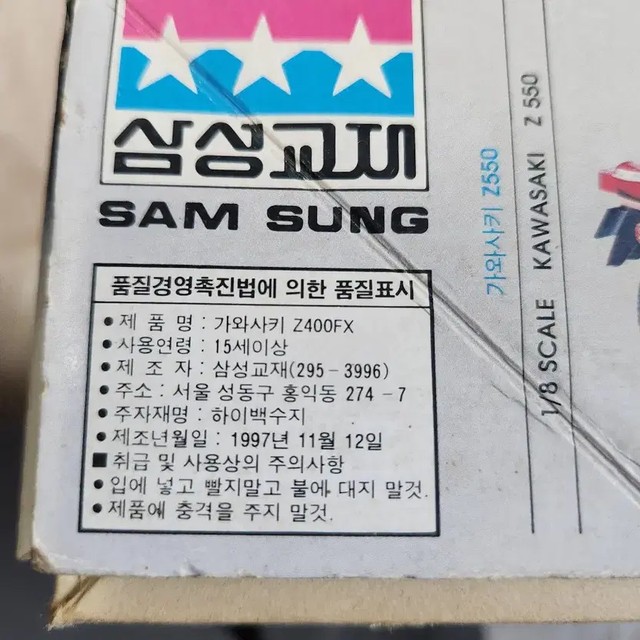 삼성교재
SAM SUNG
품질경영촉진법에 의한 품질표시
• 제 품 명 : 가와사키 Z400FX
• 사용연령 : 15세이상
• 제 조 자 : 삼성교재(295-3996)
• 주소 : 서울 성동구 홍익동 274-7
• 주자재명 : 하이백수지
• 제조년월일 : 1997년 11월 12일
■ 취급 및 사용상의 주의사항
• 입에 넣고 빨지말고 불에 대지 말것.
• 제품에 충격을 주지 말것.
가와사키 Z550
1/8 SCALE KAWASAKI Z 550